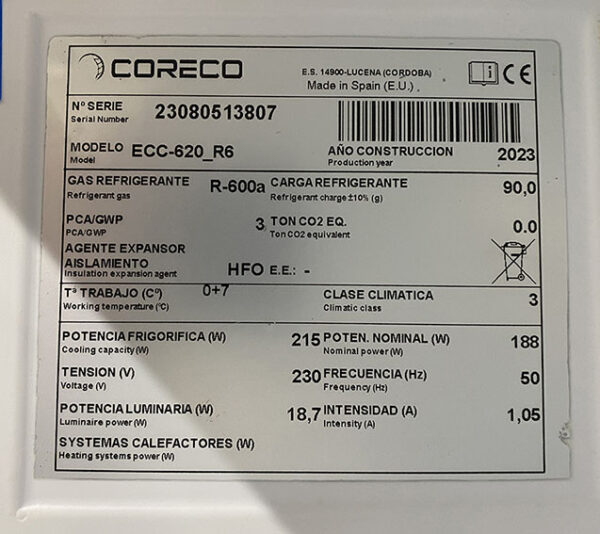 CORECO
E.S. 14900-LUCENA (CORDOBA)
Made in Spain (E.U.).
i CE
Nº SERIE 23080513807
Serial Number
MODELO ECC-620_R6 AÑO CONSTRUCCION 2023
Model Production year
GAS REFRIGERANTE R-600a CARGA REFRIGERANTE 90,0
Refrigerant gas Refrigerant charge ±10% (g)
PCA/GWP 3 TON CO2 EQ. 0.0
PCA/GWP Ton CO2 equivalent
AGENTE EXPANSOR
AISLAMIENTO HFO E.E.: -
Insulation expansion agent
Tª TRABAJO (Cº) 0+7 CLASE CLIMATICA 3
Working temperature (ºC) Climatic class
POTENCIA FRIGORIFICA (W) 215 POTEN. NOMINAL (W) 188
Cooling capacity (W) Nominal power (W)
TENSION (V) 230 FRECUENCIA (Hz) 50
Voltage (V) Frequency (Hz)
POTENCIA LUMINARIA (W) 18,7 INTENSIDAD (A) 1,05
Luminaire power (W) Intensity (A)
SYSTEMAS CALEFACTORES (W)
Heating systems power (W)